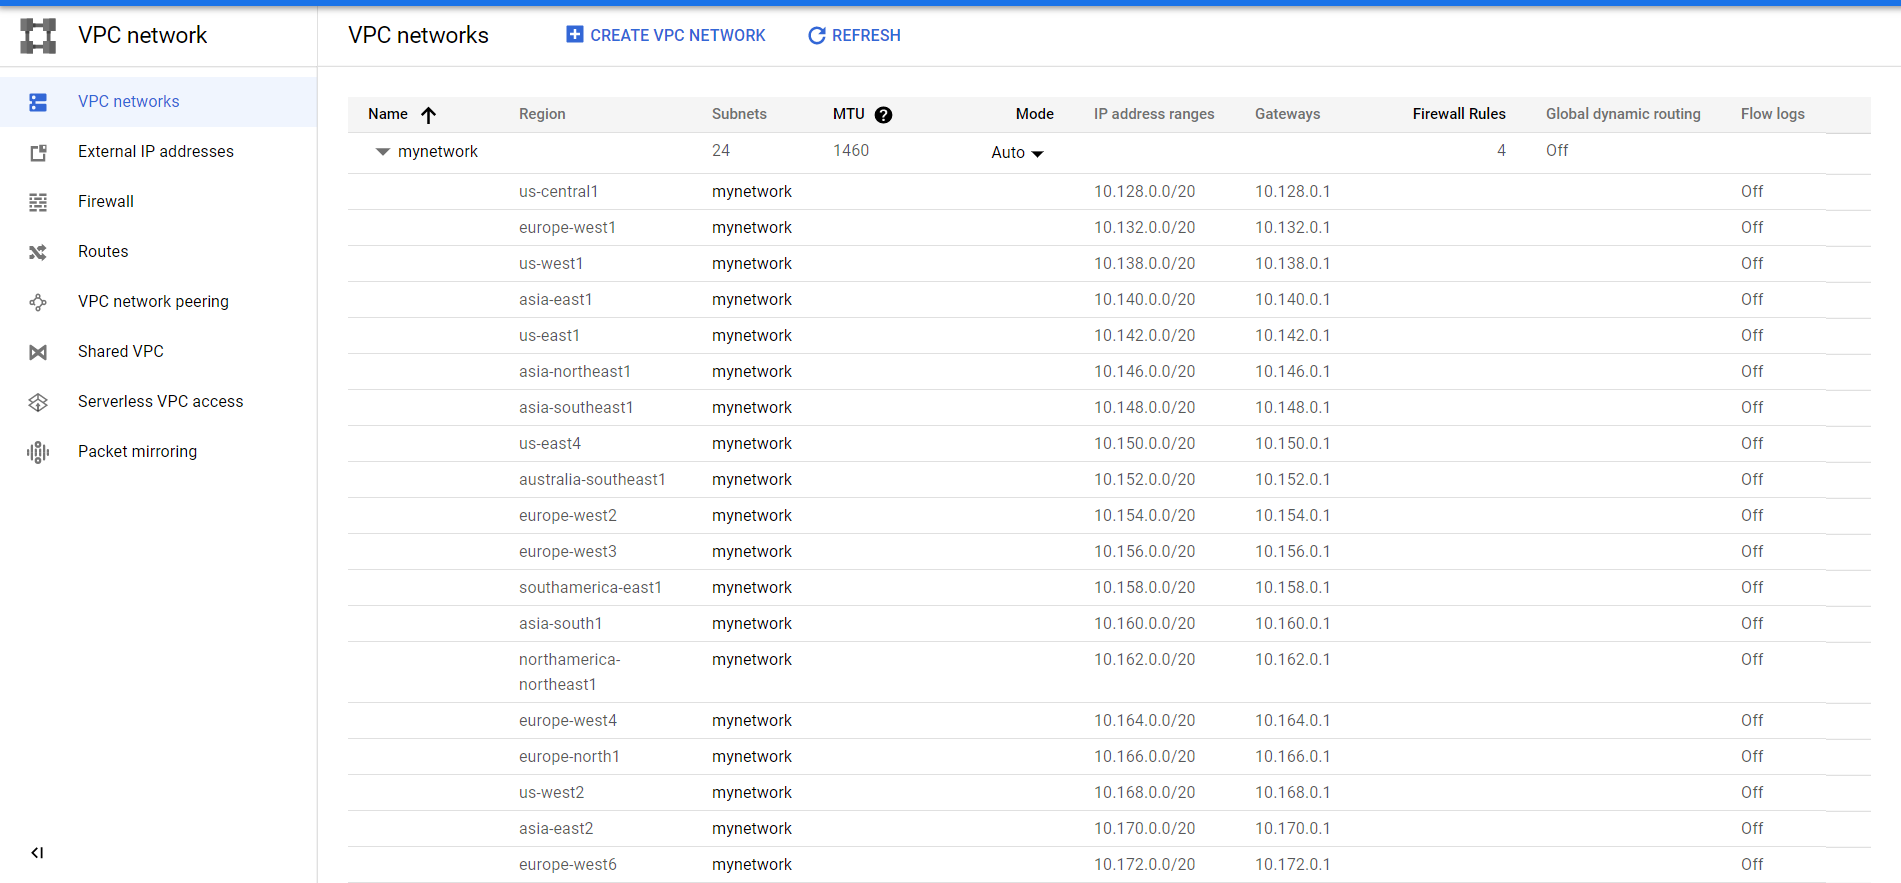 VPC network
VPC networks
CREATE VPC NETWORK
REFRESH
VPC networks
External IP addresses
Firewall
Routes
VPC network peering
Shared VPC
Serverless VPC access
Packet mirroring
Name Region Subnets MTU ? Mode IP address ranges Gateways Firewall Rules Global dynamic routing Flow logs
mynetwork 24 1460 Auto 4 Off
us-central1 mynetwork 10.128.0.0/20 10.128.0.1 Off
europe-west1 mynetwork 10.132.0.0/20 10.132.0.1 Off
us-west1 mynetwork 10.138.0.0/20 10.138.0.1 Off
asia-east1 mynetwork 10.140.0.0/20 10.140.0.1 Off
us-east1 mynetwork 10.142.0.0/20 10.142.0.1 Off
asia-northeast1 mynetwork 10.146.0.0/20 10.146.0.1 Off
asia-southeast1 mynetwork 10.148.0.0/20 10.148.0.1 Off
us-east4 mynetwork 10.150.0.0/20 10.150.0.1 Off
australia-southeast1 mynetwork 10.152.0.0/20 10.152.0.1 Off
europe-west2 mynetwork 10.154.0.0/20 10.154.0.1 Off
europe-west3 mynetwork 10.156.0.0/20 10.156.0.1 Off
southamerica-east1 mynetwork 10.158.0.0/20 10.158.0.1 Off
asia-south1 mynetwork 10.160.0.0/20 10.160.0.1 Off
northamerica- mynetwork 10.162.0.0/20 10.162.0.1 Off
northeast1
europe-west4 mynetwork 10.164.0.0/20 10.164.0.1 Off
europe-north1 mynetwork 10.166.0.0/20 10.166.0.1 Off
us-west2 mynetwork 10.168.0.0/20 10.168.0.1 Off
asia-east2 mynetwork 10.170.0.0/20 10.170.0.1 Off
europe-west6 mynetwork 10.172.0.0/20 10.172.0.1 Off